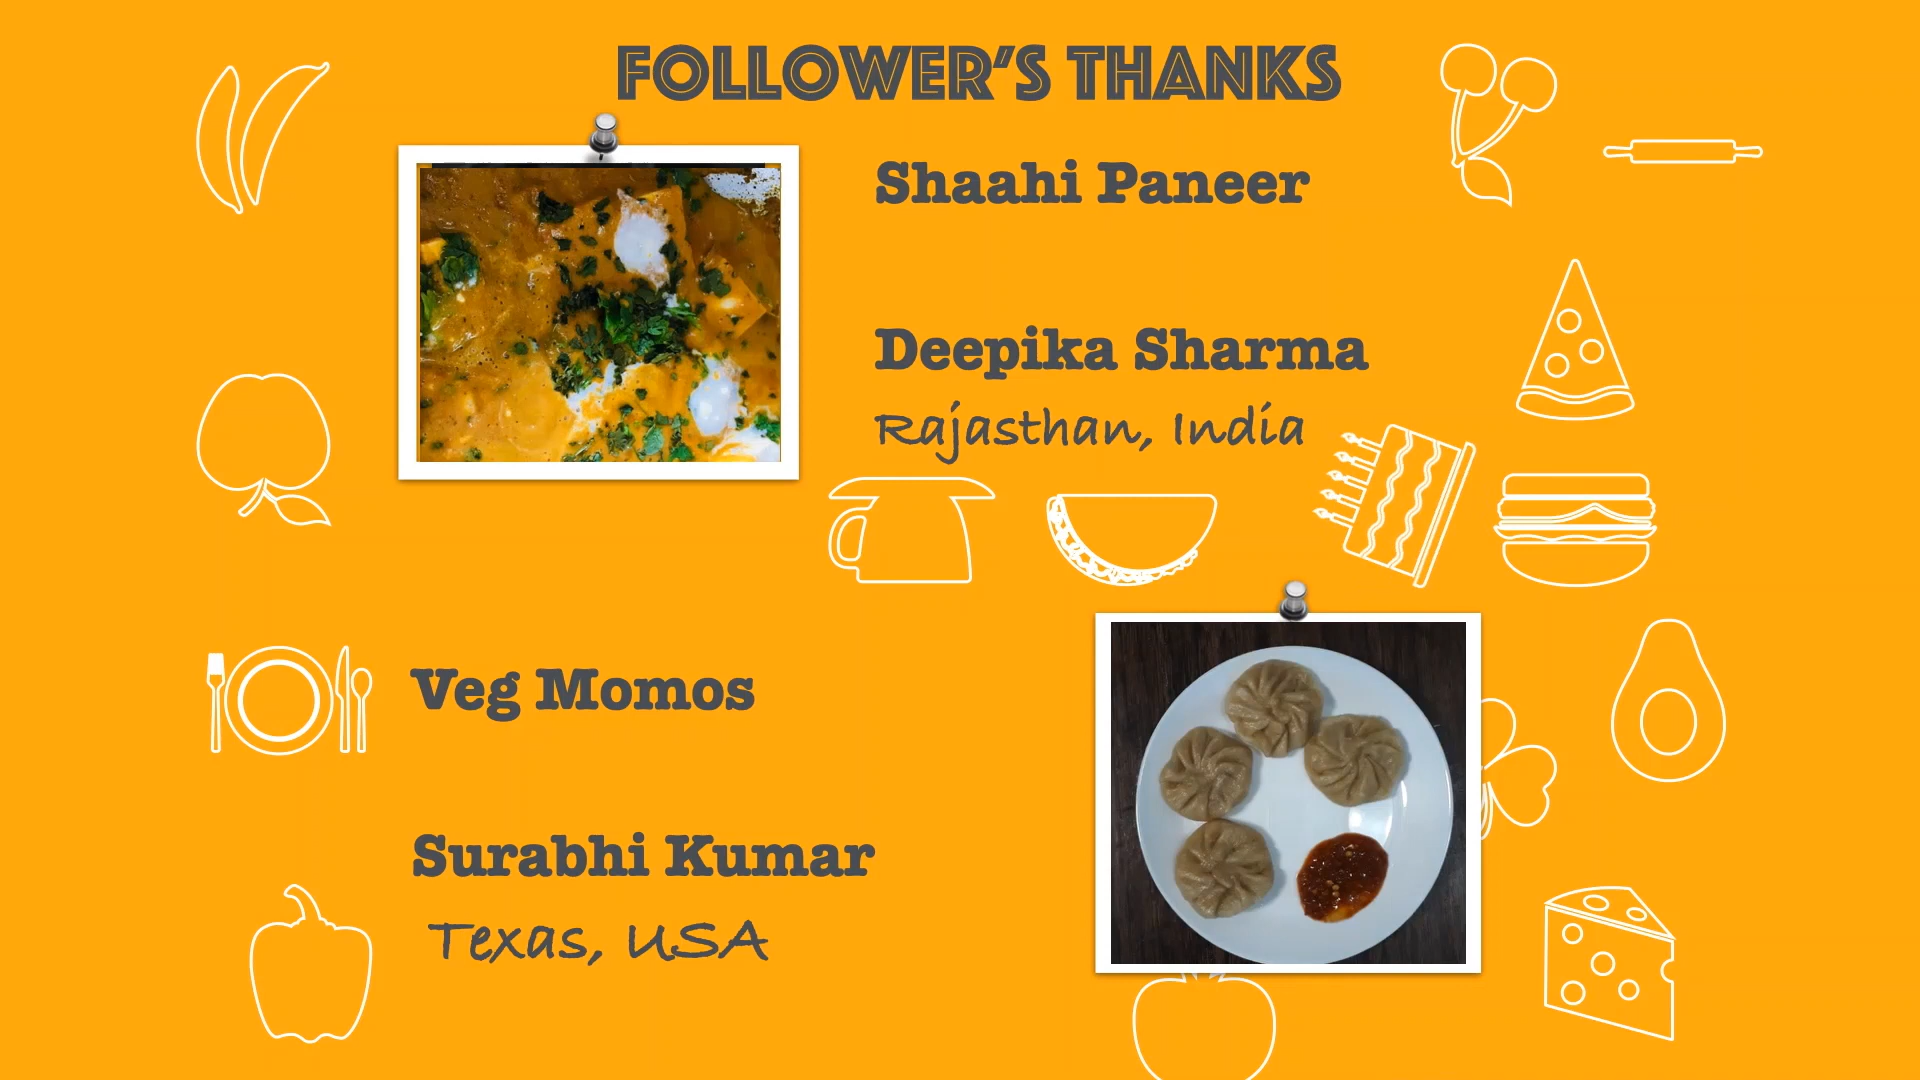 FOLLOWER'S THANKS
Shaahi Paneer
Deepika Sharma
Rajasthan, India
Veg Momos
Surabhi Kumar
Texas, USA